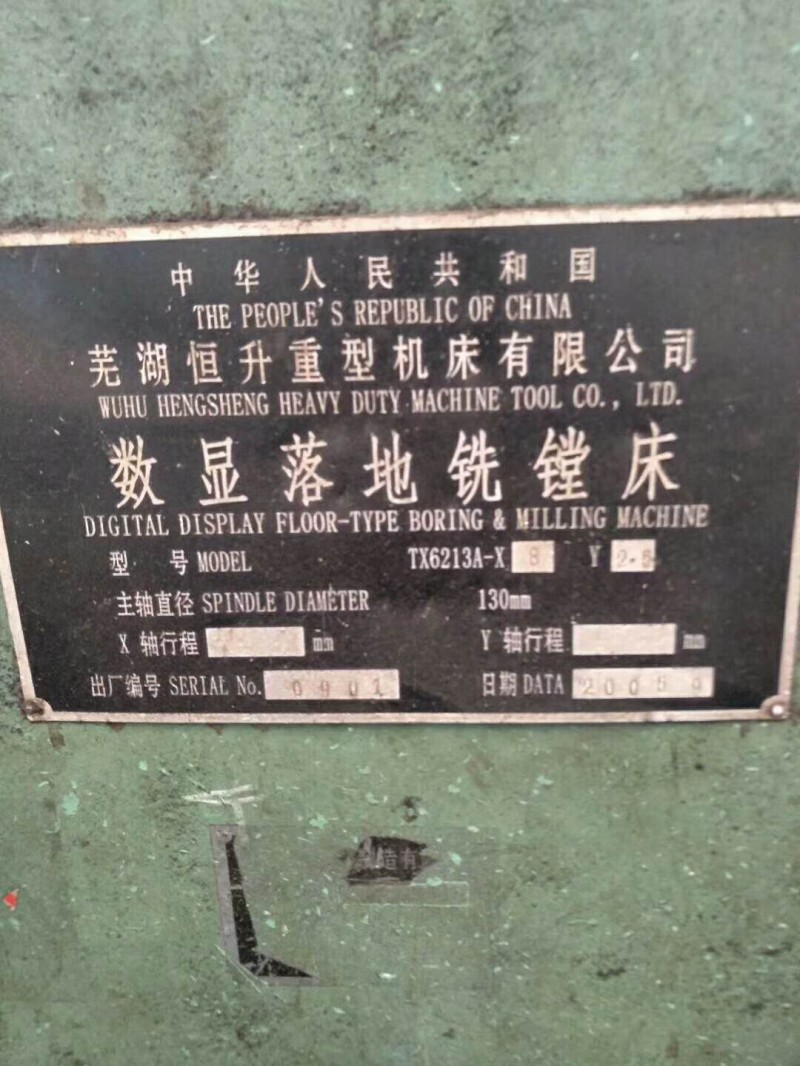 中华人民共和国
THE PEOPLE'S REPUBLIC OF CHINA
芜湖恒升重型机床有限公司
WUHU HENGSHENG HEAVY DUTY MACHINE TOOL CO., LTD.
数显落地铣镗床
DIGITAL DISPLAY FLOOR-TYPE BORING & MILLING MACHINE
型 号 MODEL TX6213A-X 8 Y 2.5
主轴直径 SPINDLE DIAMETER 130mm
X 轴行程 mm Y 轴行程 mm
出厂编号 SERIAL No. 0901 日期 DATA 2005 9
造有